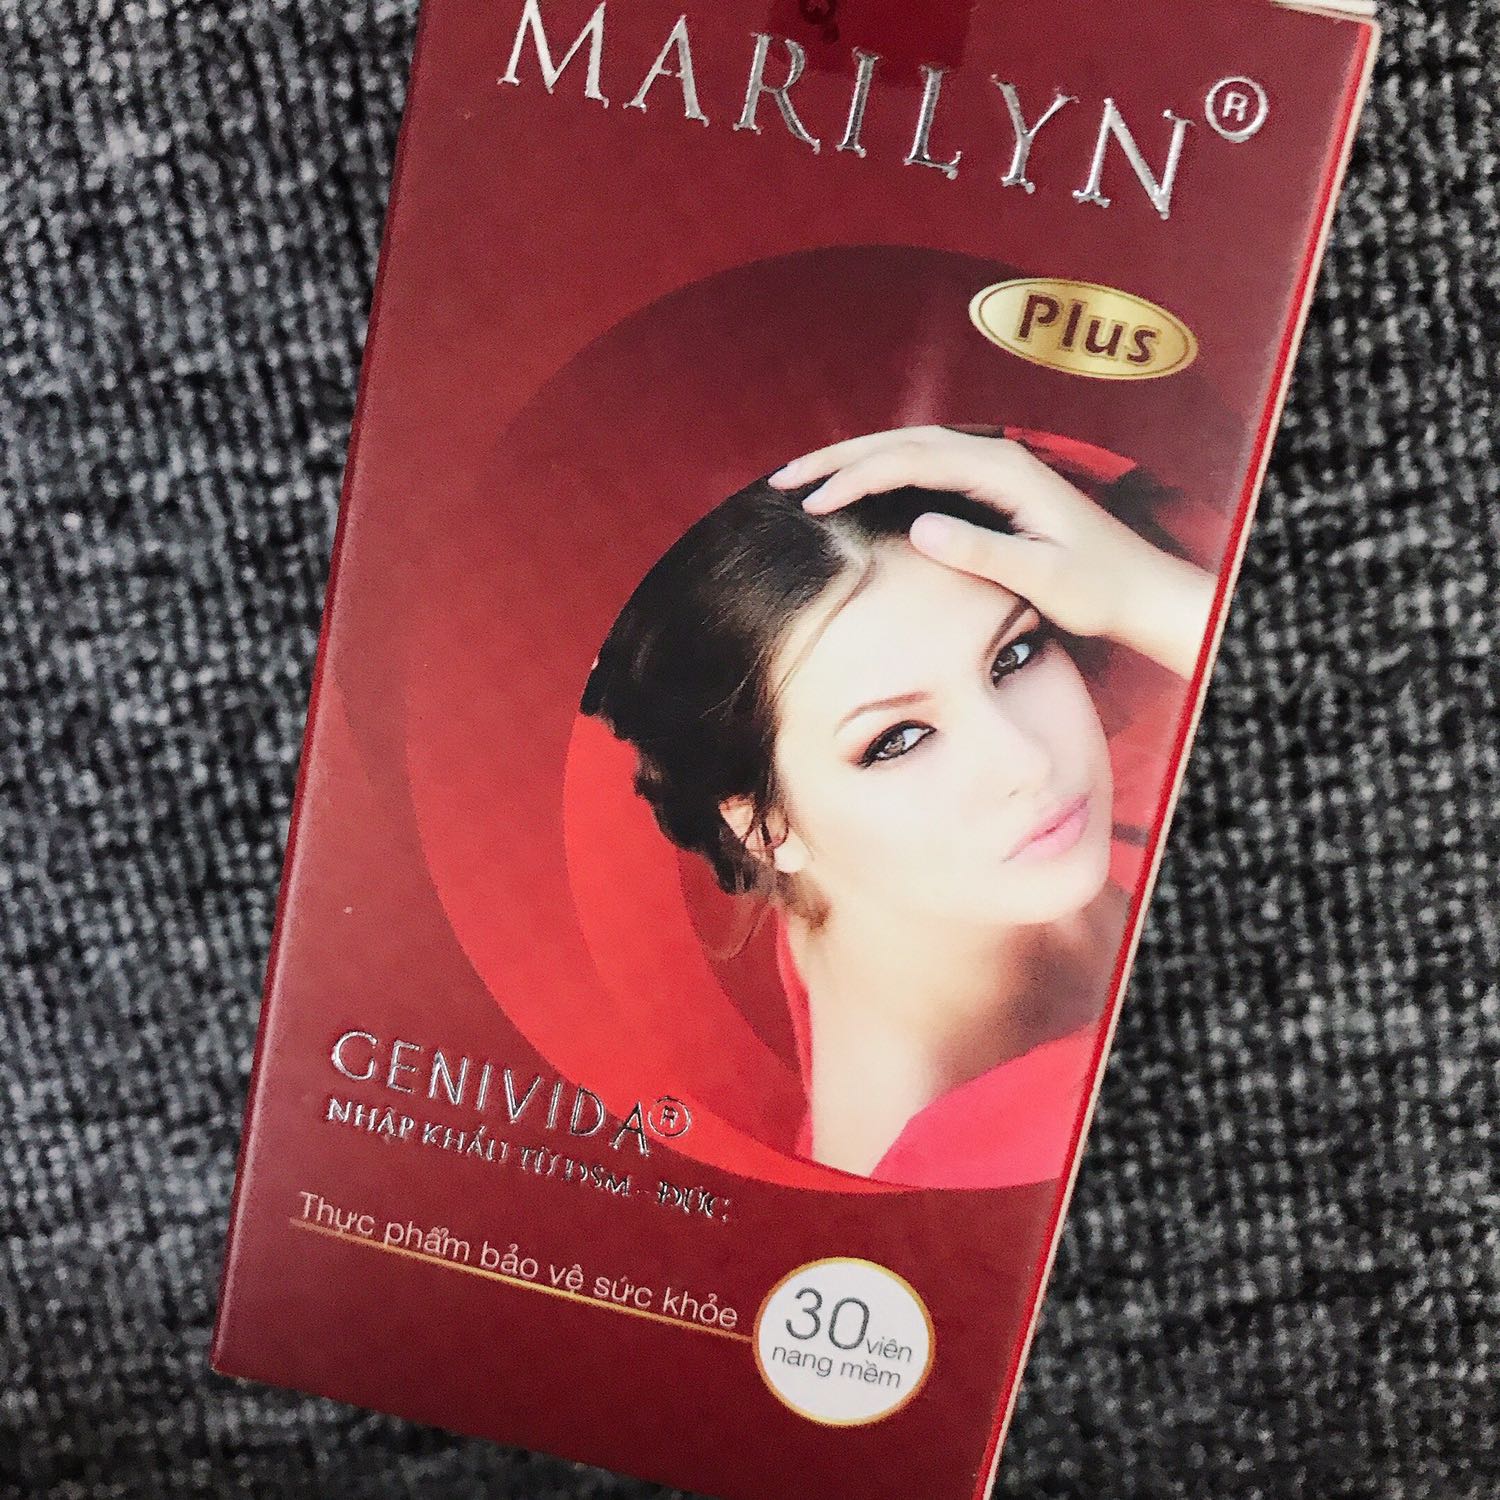 MARILYN®
Plus
GENIVIDA®
NHẬP KHẨU TỪ DSM - ĐỨC
Thực phẩm bảo vệ sức khỏe
30 viên
nang mềm